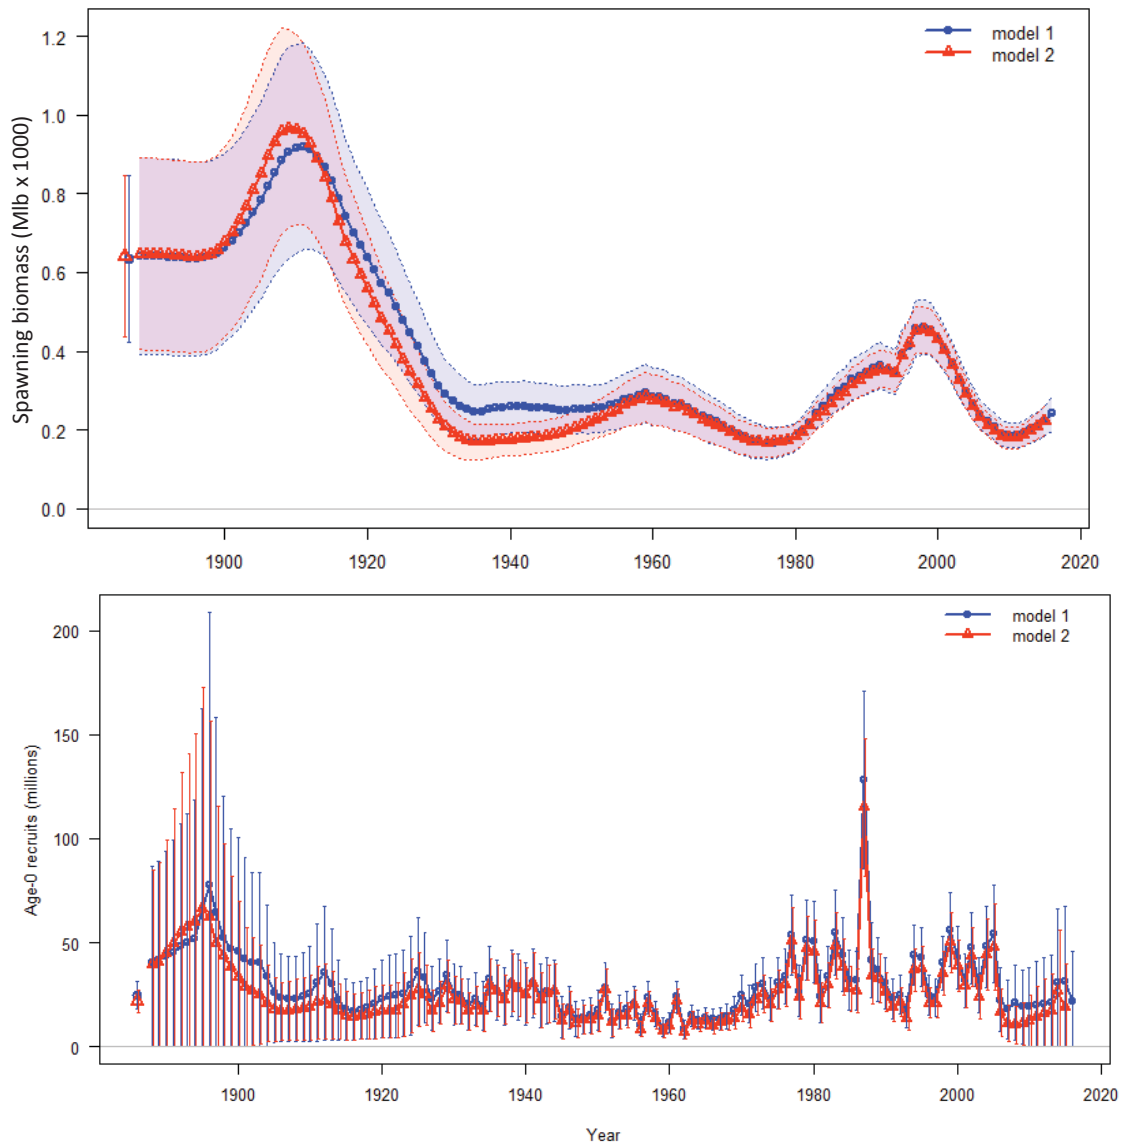 model 1
model 2
Spawning biomass (Mlb x 1000)
1.2
1.0
0.8
0.6
0.4
0.2
0.0
1900 1920 1940 1960 1980 2000 2020
model 1
model 2
Age-0 recruits (millions)
200
150
100
50
0
1900 1920 1940 1960 1980 2000 2020
Year